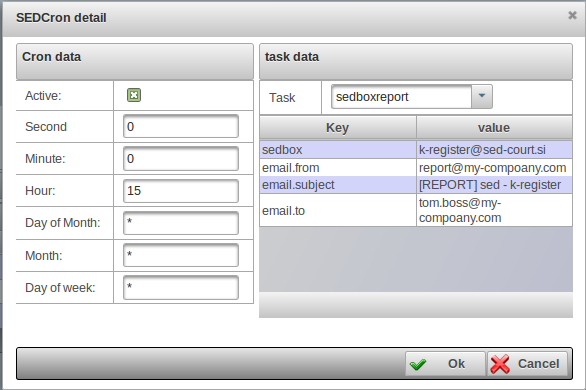 SEDCron detail
Cron data
Active:
Second
0
Minute:
0
Hour:
15
Day of Month:
*
Month:
*
Day of week:
*
task data
Task
sedboxreport
Key
value
sedbox
k-register@sed-court.si
email.from
report@my-compoany.com
email.subject
[REPORT] sed - k-register
email.to
tom.boss@my-
compoany.com
Ok
Cancel